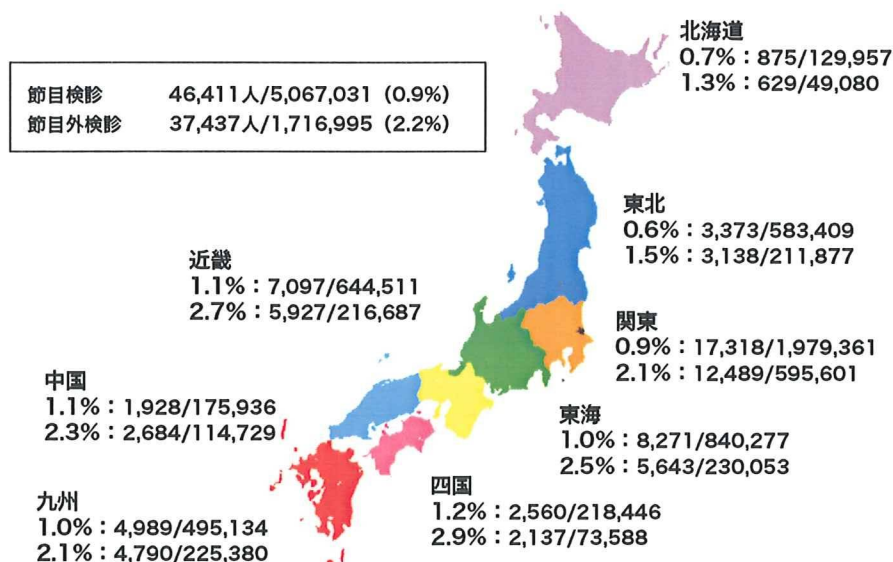 節目検診 46,411人/5,067,031（0.9%）
節目外検診 37,437人/1,716,995（2.2%）
北海道
0.7%：875/129,957
1.3%：629/49,080
東北
0.6%：3,373/583,409
1.5%：3,138/211,877
近畿
1.1%：7,097/644,511
2.7%：5,927/216,687
関東
0.9%：17,318/1,979,361
2.1%：12,489/595,601
中国
1.1%：1,928/175,936
2.3%：2,684/114,729
東海
1.0%：8,271/840,277
2.5%：5,643/230,053
四国
1.2%：2,560/218,446
2.9%：2,137/73,588
九州
1.0%：4,989/495,134
2.1%：4,790/225,380